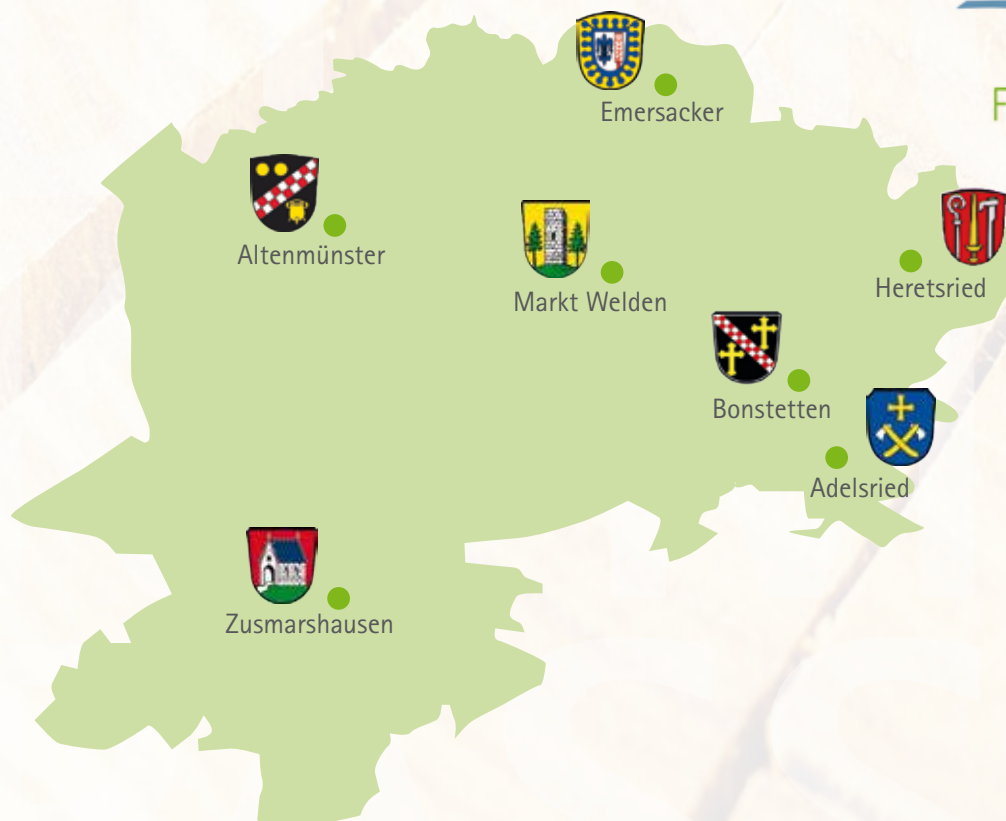 Emersacker
Altenmünster
Heretsried
Markt Welden
Bonstetten
Adelsried
Zusmarshausen